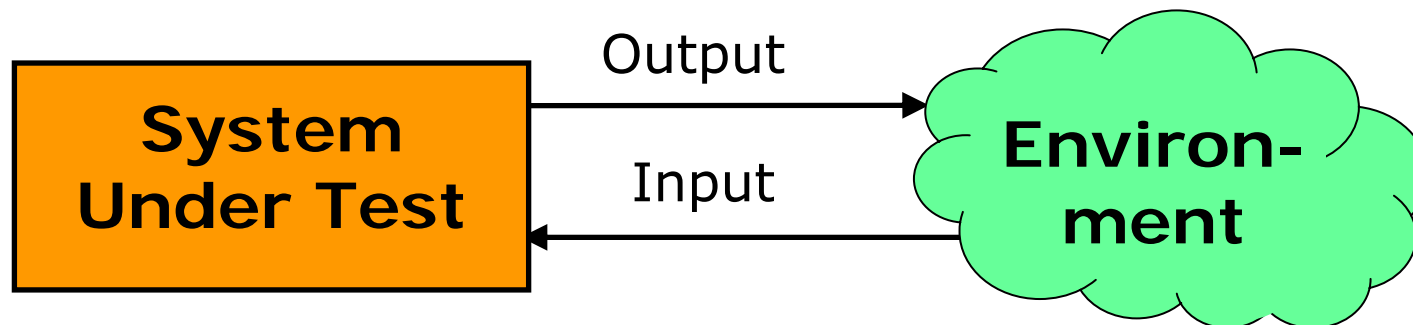 System
Under Test
Output
Input
Environ-
ment